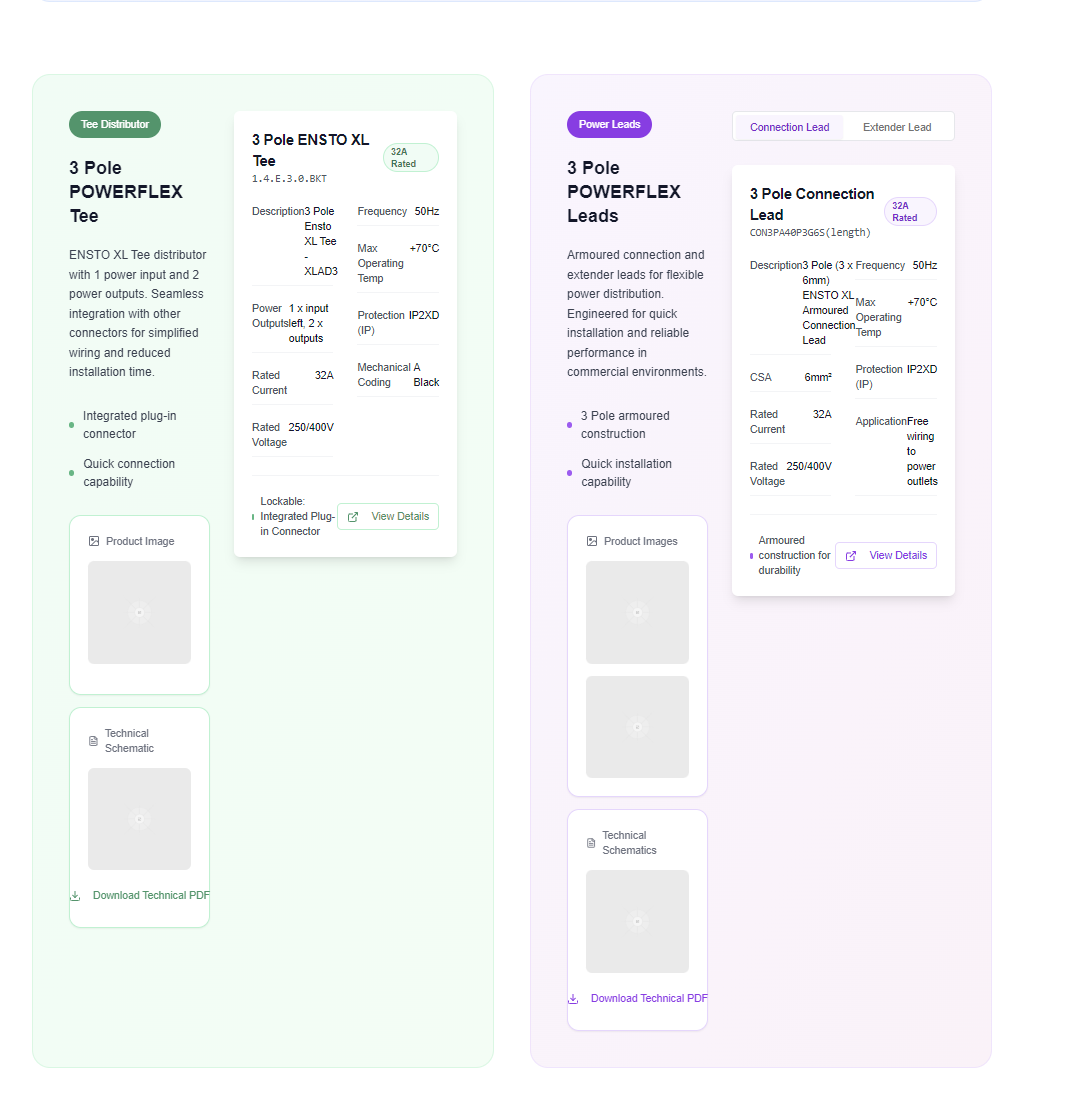 Tee Distributor
3 Pole
POWERFLEX
Tee
ENSTO XL Tee distributor
with 1 power input and 2
power outputs. Seamless
integration with other
connectors for simplified
wiring and reduced
installation time.
Integrated plug-in
connector
Quick connection
capability
Product Image
Technical
Schematic
Download Technical PDF
3 Pole ENSTO XL
Tee
1.4.E.3.0.BKT
32A
Rated
Description
3 Pole
Ensto
XL Tee
-
XLAD3
Power
Outputs
1 x input
left, 2 x
outputs
Rated
Current
32A
Rated
Voltage
250/400V
Frequency
50Hz
Max
Operating
Temp
+70°C
Protection
(IP)
IP2XD
Mechanical
Coding
A
Black
Lockable:
Integrated Plug-
in Connector
View Details
Power Leads
3 Pole
POWERFLEX
Leads
Armoured connection and
extender leads for flexible
power distribution.
Engineered for quick
installation and reliable
performance in
commercial environments.
3 Pole armoured
construction
Quick installation
capability
Product Images
Technical
Schematics
Download Technical PDF
Connection Lead
Extender Lead
3 Pole Connection
Lead
CON3PA40P3G6S(length)
32A
Rated
Description
3 Pole (3 x
6mm)
ENSTO XL
Armoured
Connection
Lead
CSA
6mm²
Rated
Current
32A
Rated
Voltage
250/400V
Frequency
50Hz
Max
Operating
Temp
+70°C
Protection
(IP)
IP2XD
Application
Free
wiring
to
power
outlets
Armoured
construction for
durability
View Details